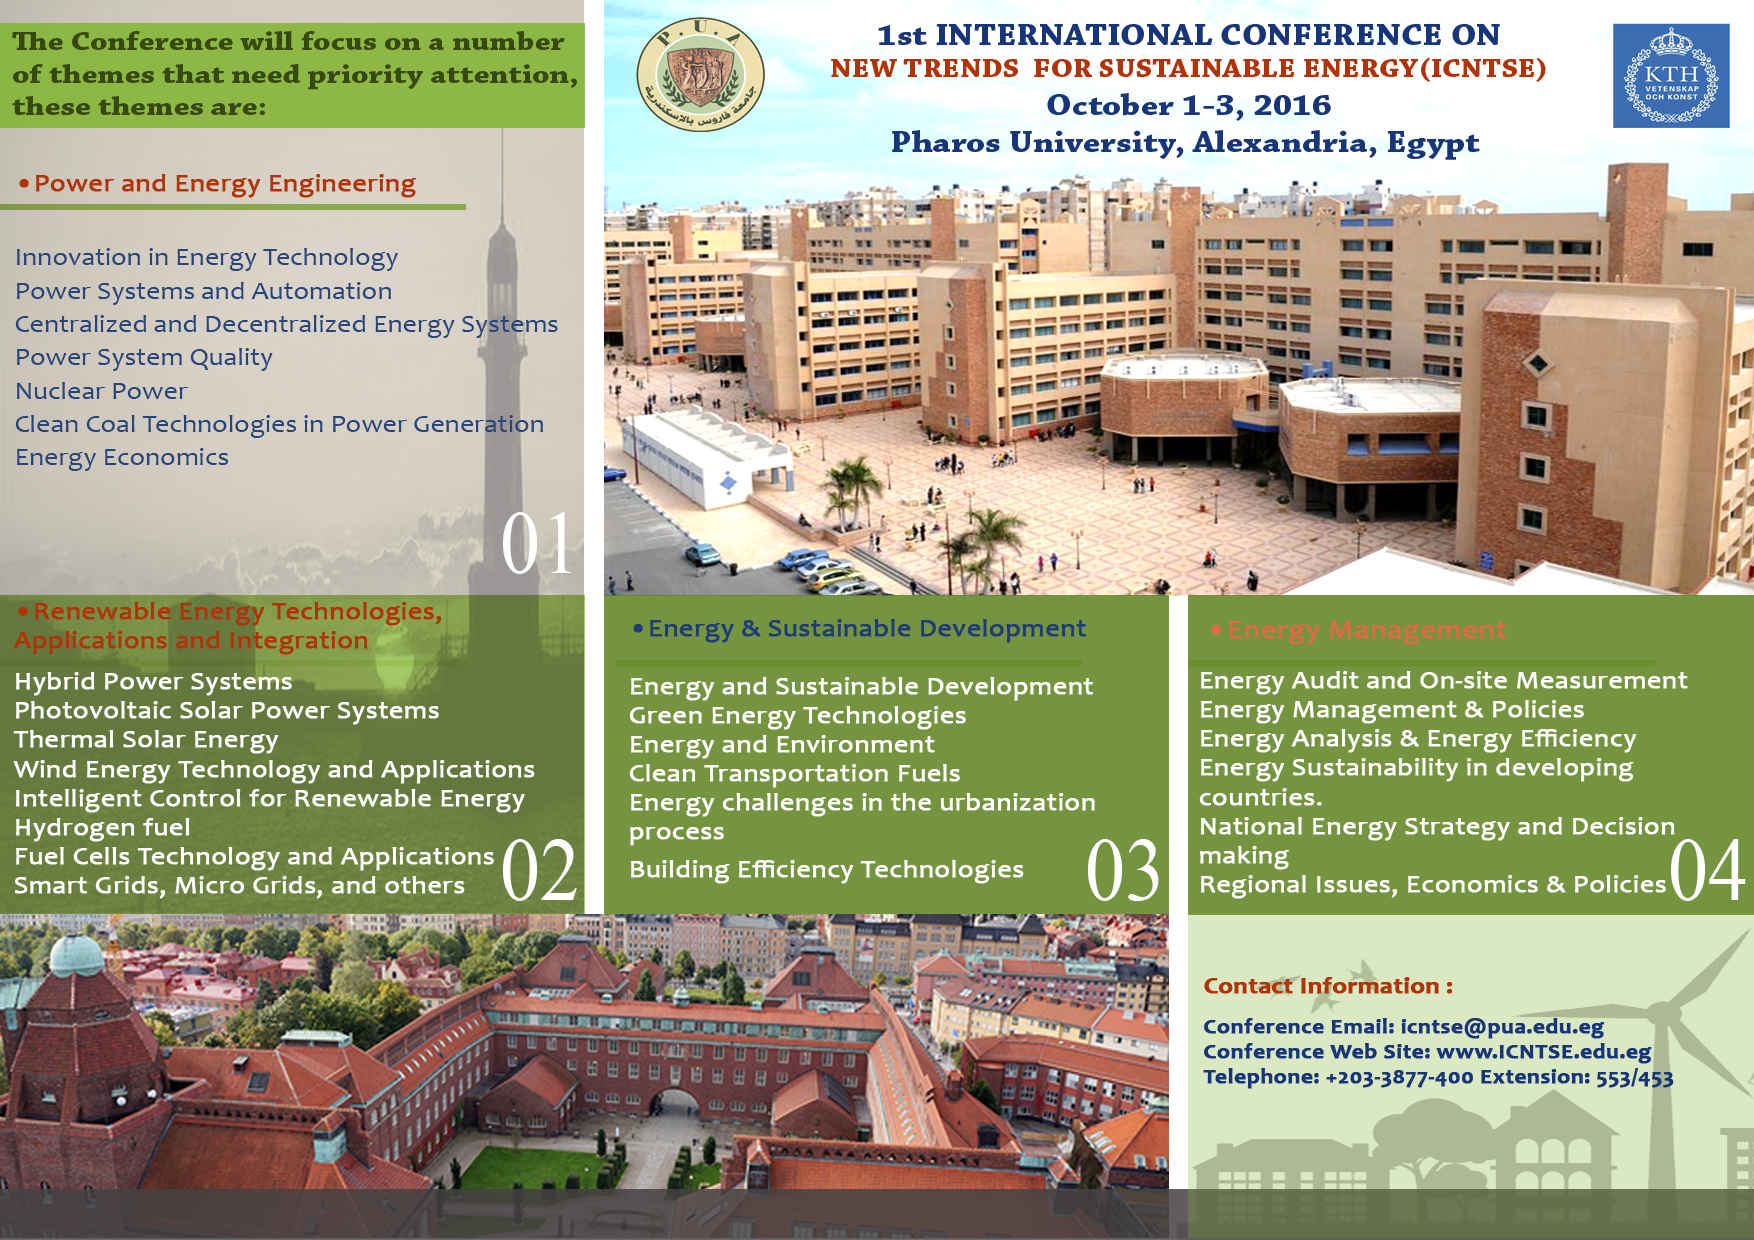 The Conference will focus on a number
of themes that need priority attention,
these themes are:
•Power and Energy Engineering
Innovation in Energy Technology
Power Systems and Automation
Centralized and Decentralized Energy Systems
Power System Quality
Nuclear Power
Clean Coal Technologies in Power Generation
Energy Economics
01
P.U.A
جامعة فاروس بالإسكندرية
1st INTERNATIONAL CONFERENCE ON
NEW TRENDS FOR SUSTAINABLE ENERGY(ICNTSE)
October 1-3, 2016
Pharos University, Alexandria, Egypt
KTH
VETENSKAP
OCH KONST
•Renewable Energy Technologies,
Applications and Integration
Hybrid Power Systems
Photovoltaic Solar Power Systems
Thermal Solar Energy
Wind Energy Technology and Applications
Intelligent Control for Renewable Energy
Hydrogen fuel
Fuel Cells Technology and Applications
Smart Grids, Micro Grids, and others
02
•Energy & Sustainable Development
Energy and Sustainable Development
Green Energy Technologies
Energy and Environment
Clean Transportation Fuels
Energy challenges in the urbanization
process
Building Efficiency Technologies
03
•Energy Management
Energy Audit and On-site Measurement
Energy Management & Policies
Energy Analysis & Energy Efficiency
Energy Sustainability in developing
countries.
National Energy Strategy and Decision
making
Regional Issues, Economics & Policies
04
Contact Information :
Conference Email: icntse@pua.edu.eg
Conference Web Site: www.ICNTSE.edu.eg
Telephone: +203-3877-400 Extension: 553/453